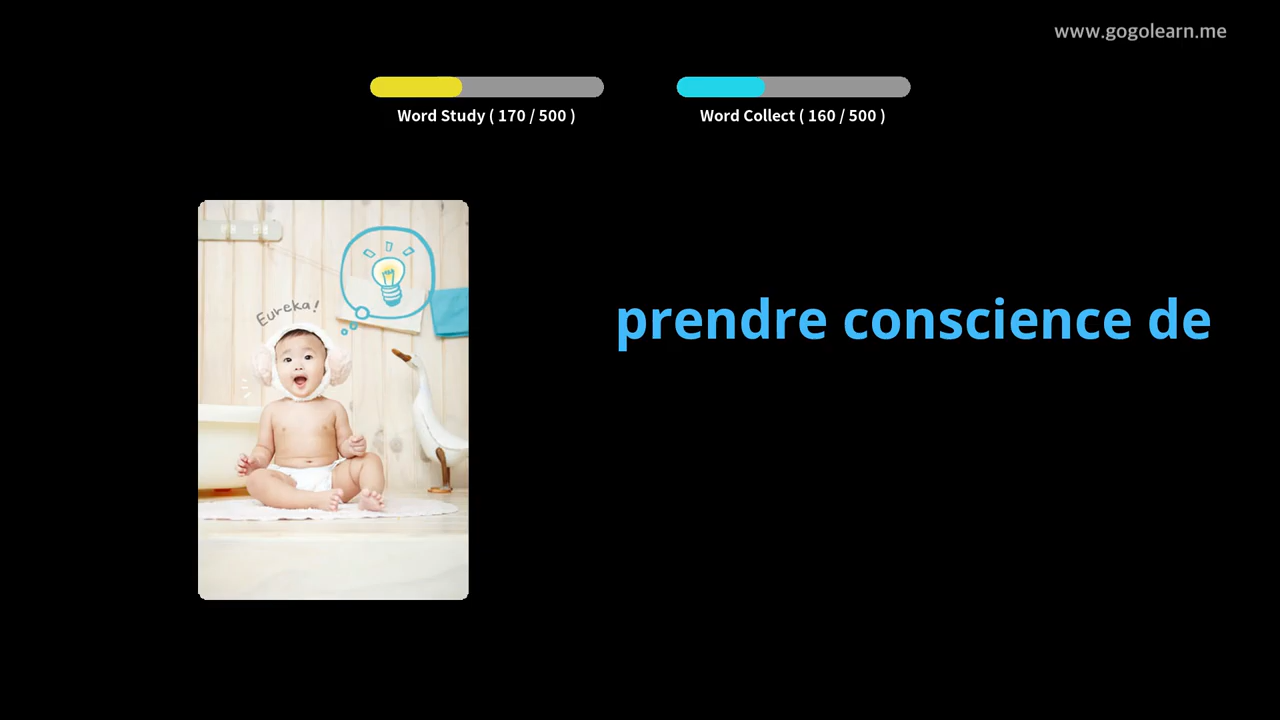 www.gogolearn.me
Word Study ( 170 / 500 )
Word Collect ( 160 / 500 )
Eureka!
prendre conscience de